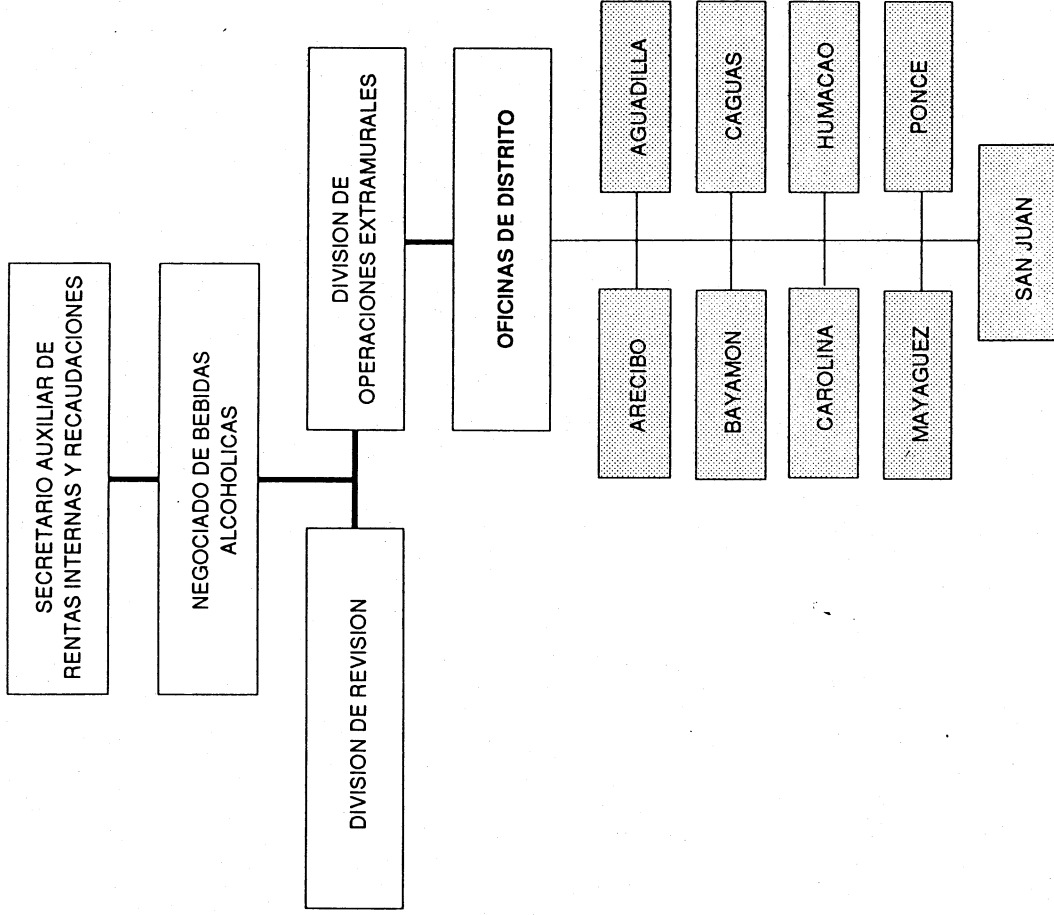 SECRETARIO AUXILIAR DE
RENTAS INTERNAS Y RECAUDACIONES
NEGOCIADO DE BEBIDAS
ALCOHOLICAS
DIVISION DE REVISION
DIVISION DE
OPERACIONES EXTRAMURALES
OFICINAS DE DISTRITO
ARECIBO
AGUADILLA
BAYAMON
CAGUAS
CAROLINA
HUMACAO
MAYAGUEZ
PONCE
SAN JUAN